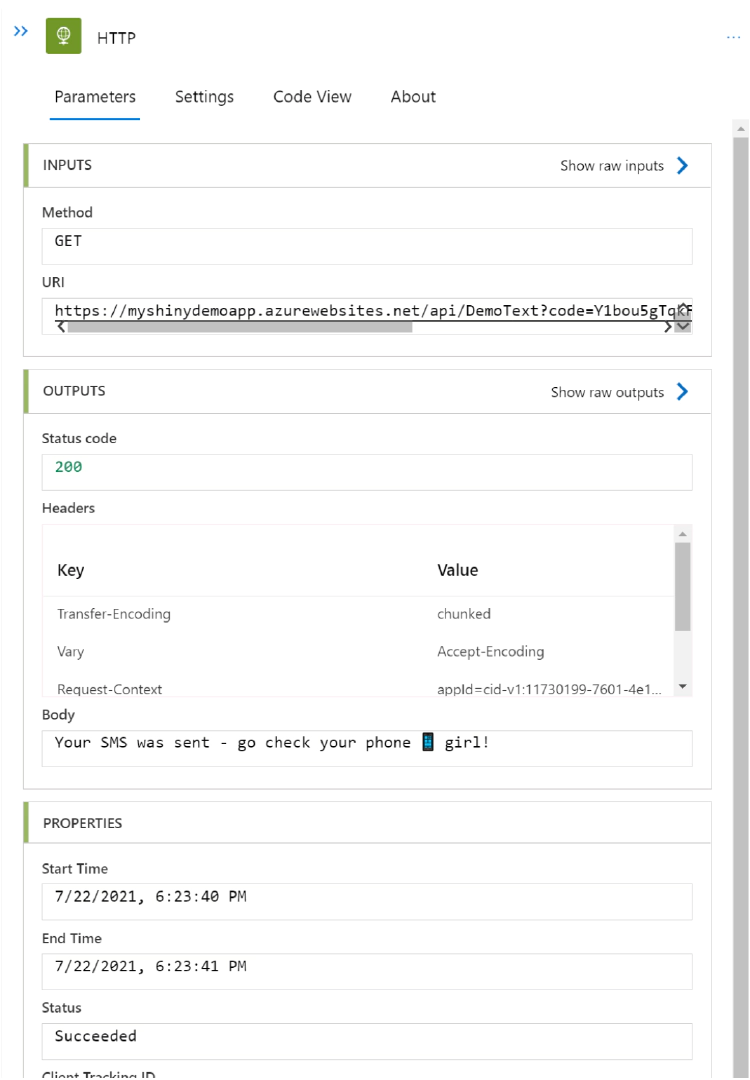 HTTP
Parameters Settings Code View About
INPUTS Show raw inputs
Method
GET
URI
https://myshinydemoapp.azurewebsites.net/api/DemoText?code=Y1bou5gTqkF
OUTPUTS Show raw outputs
Status code
200
Headers
Key Value
Transfer-Encoding chunked
Vary Accept-Encoding
Request-Context appId=cid-v1:11730199-7601-4e1...
Body
Your SMS was sent - go check your phone 📱 girl!
PROPERTIES
Start Time
7/22/2021, 6:23:40 PM
End Time
7/22/2021, 6:23:41 PM
Status
Succeeded
Client Tracking ID